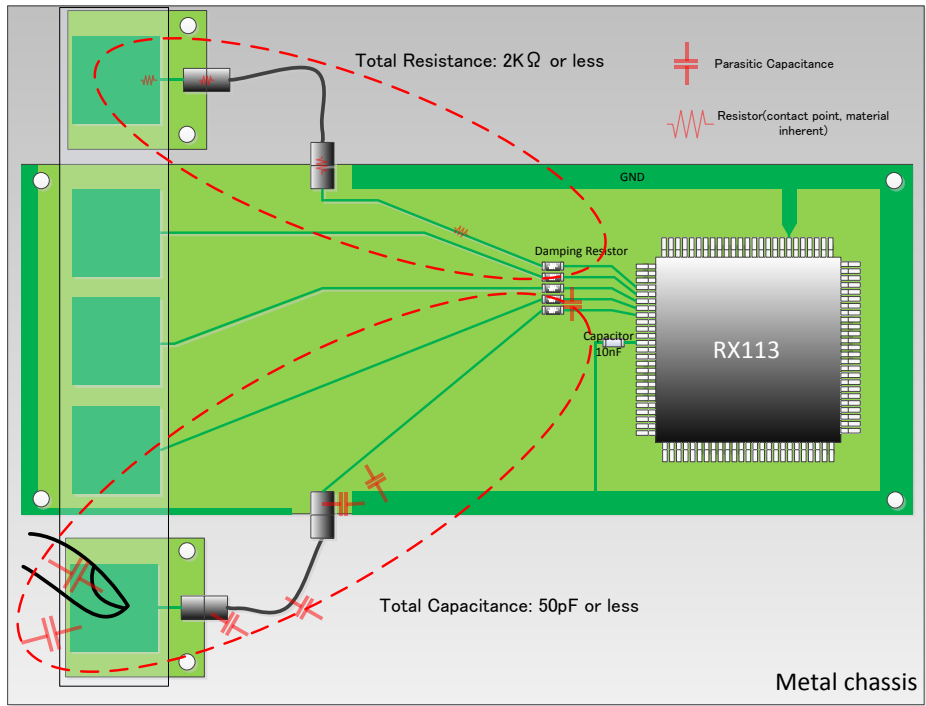 Total Resistance: 2KΩ or less
Parasitic Capacitance
Resistor(contact point, material
inherent)
GND
Damping Resistor
Capacitor
10nF
RX113
Total Capacitance: 50pF or less
Metal chassis